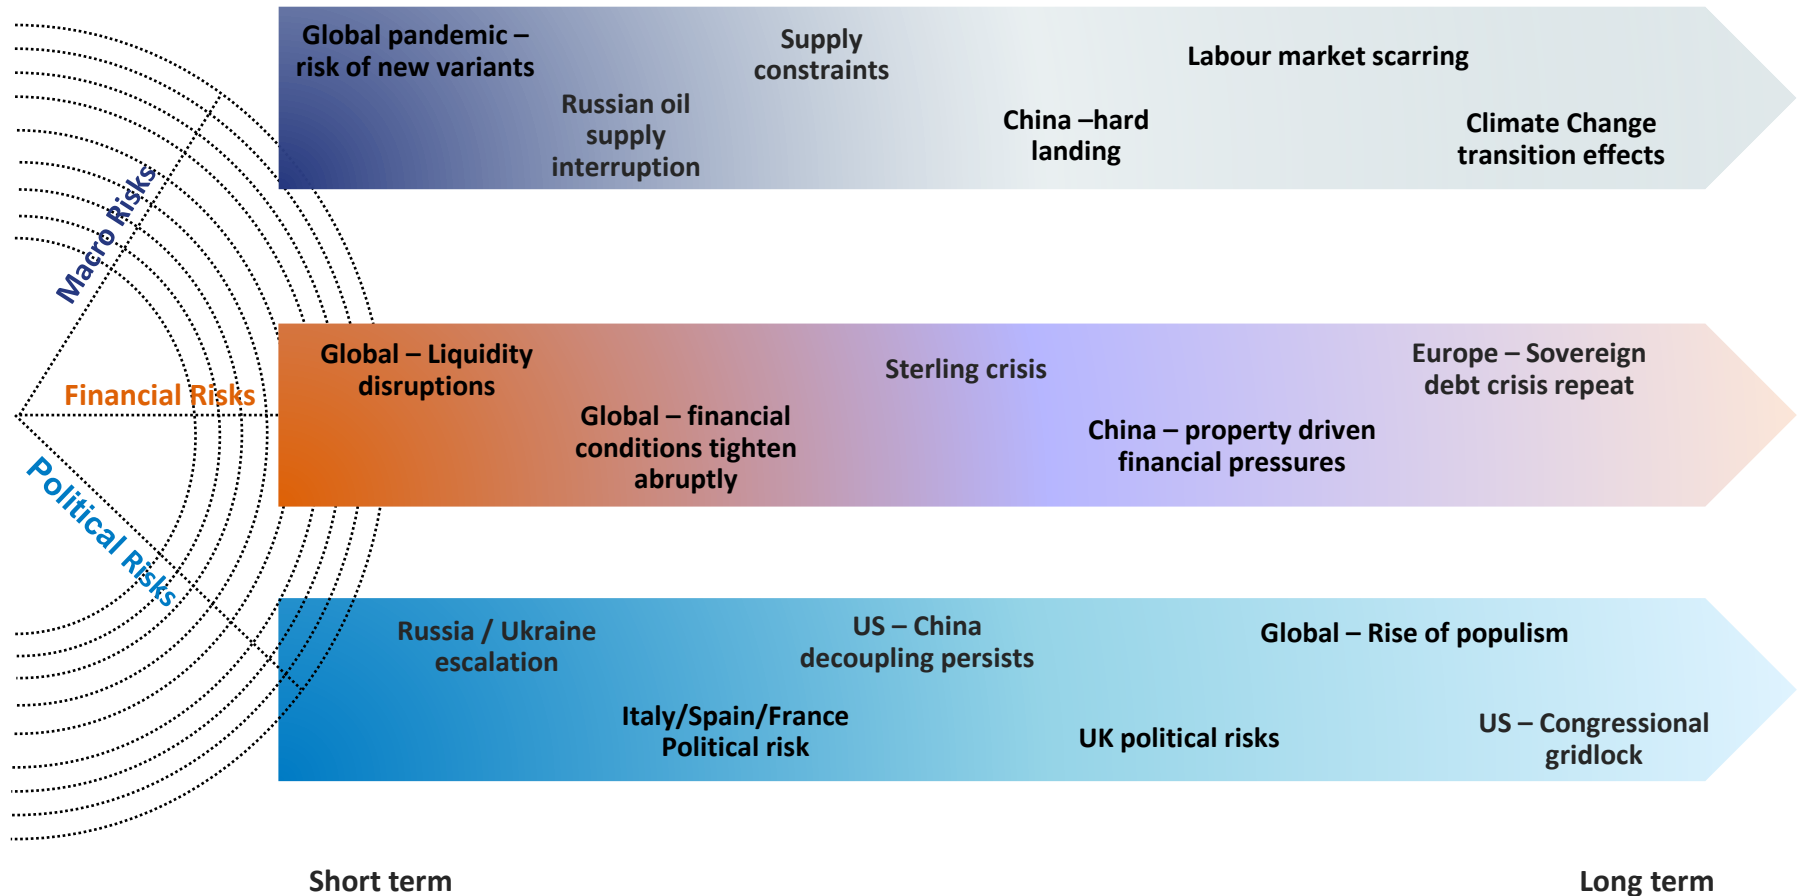 Macro Risks
Global pandemic –
risk of new variants
Russian oil
supply
interruption
Supply
constraints
China –hard
landing
Labour market scarring
Climate Change
transition effects
Financial Risks
Global – Liquidity
disruptions
Global – financial
conditions tighten
abruptly
Sterling crisis
China – property driven
financial pressures
Europe – Sovereign
debt crisis repeat
Political Risks
Russia / Ukraine
escalation
Italy/Spain/France
Political risk
US – China
decoupling persists
UK political risks
Global – Rise of populism
US – Congressional
gridlock
Short term
Long term